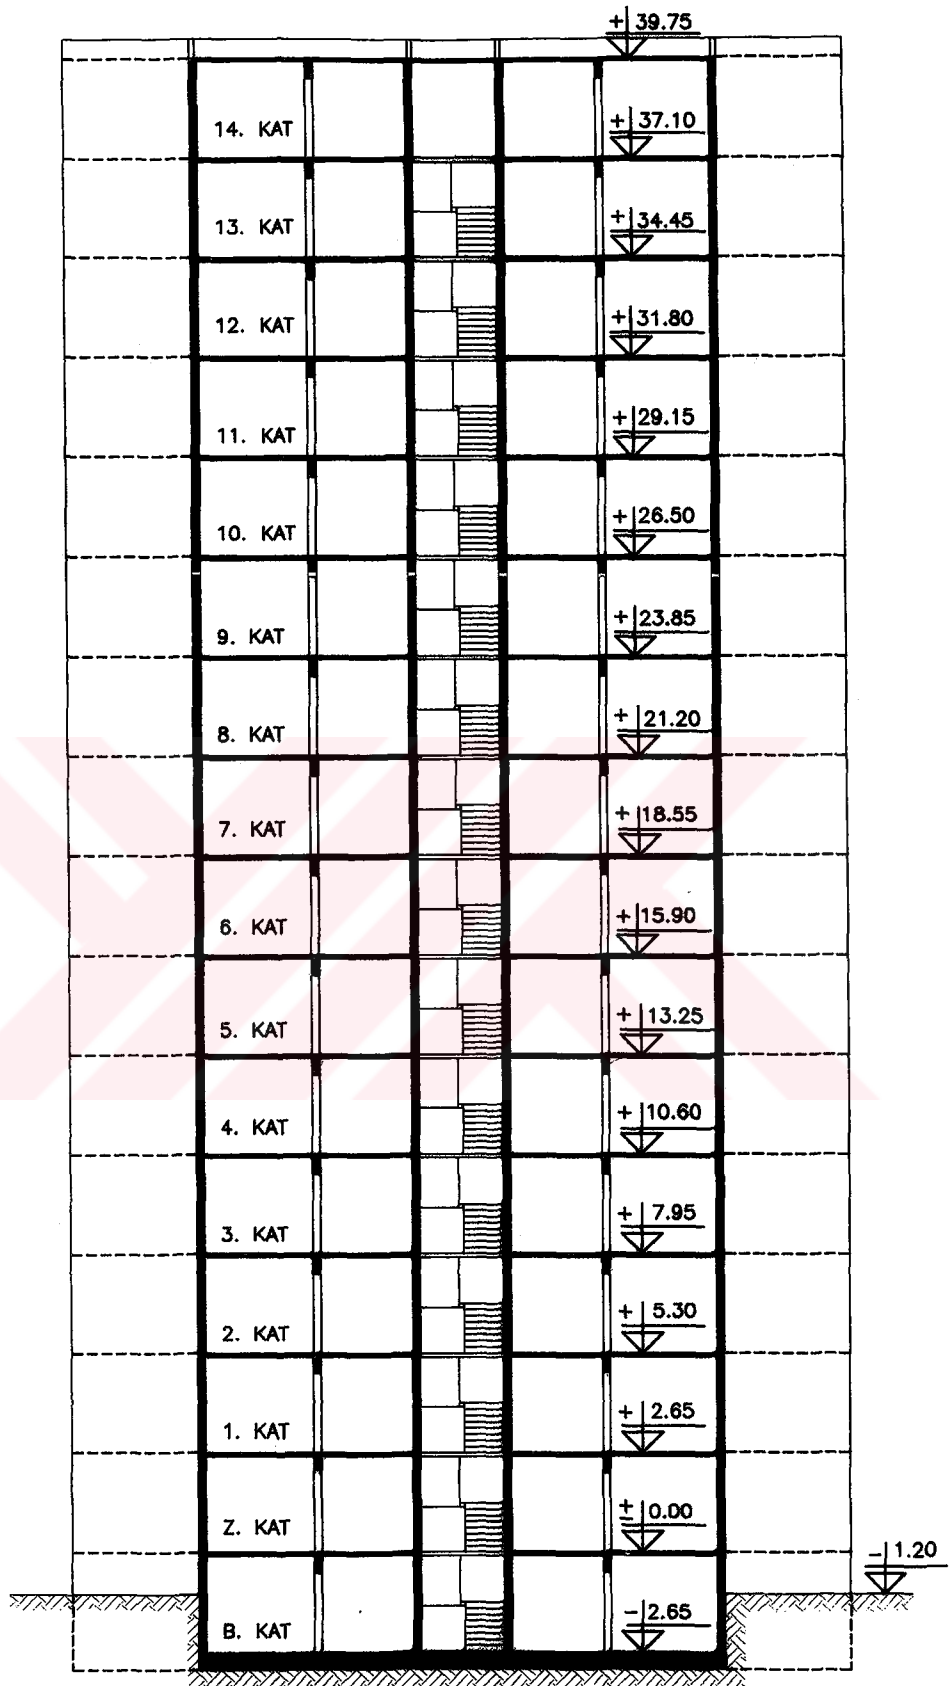 + 39.75
14. KAT
+ 37.10
13. KAT
+ 34.45
12. KAT
+ 31.80
11. KAT
+ 29.15
10. KAT
+ 26.50
9. KAT
+ 23.85
8. KAT
+ 21.20
7. KAT
+ 18.55
6. KAT
+ 15.90
5. KAT
+ 13.25
4. KAT
+ 10.60
3. KAT
+ 7.95
2. KAT
+ 5.30
1. KAT
+ 2.65
Z. KAT
± 0.00
- 1.20
B. KAT
- 2.65